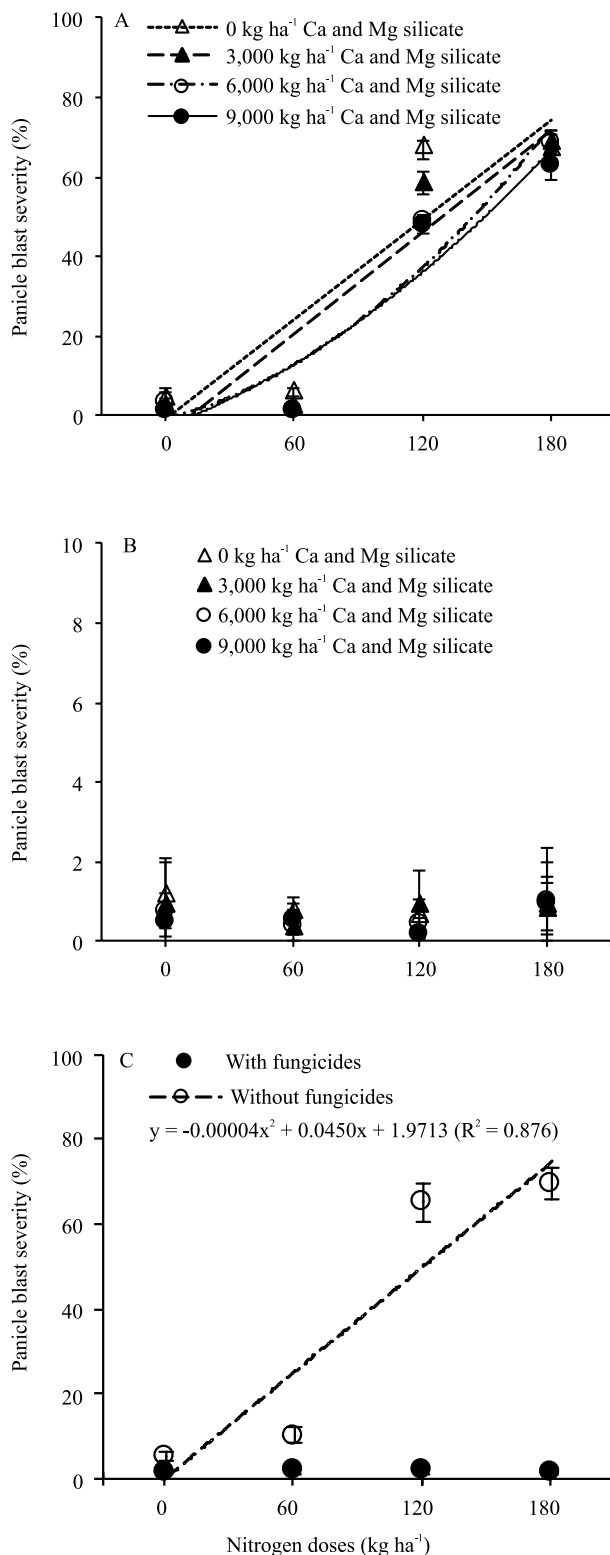 A
0 kg ha⁻¹ Ca and Mg silicate
3,000 kg ha⁻¹ Ca and Mg silicate
6,000 kg ha⁻¹ Ca and Mg silicate
9,000 kg ha⁻¹ Ca and Mg silicate
Panicle blast severity (%)
100
80
60
40
20
0
0 60 120 180
B
0 kg ha⁻¹ Ca and Mg silicate
3,000 kg ha⁻¹ Ca and Mg silicate
6,000 kg ha⁻¹ Ca and Mg silicate
9,000 kg ha⁻¹ Ca and Mg silicate
Panicle blast severity (%)
10
8
6
4
2
0
0 60 120 180
C
With fungicides
Without fungicides
y = -0.00004x² + 0.0450x + 1.9713 (R² = 0.876)
Panicle blast severity (%)
100
80
60
40
20
0
0 60 120 180
Nitrogen doses (kg ha⁻¹)